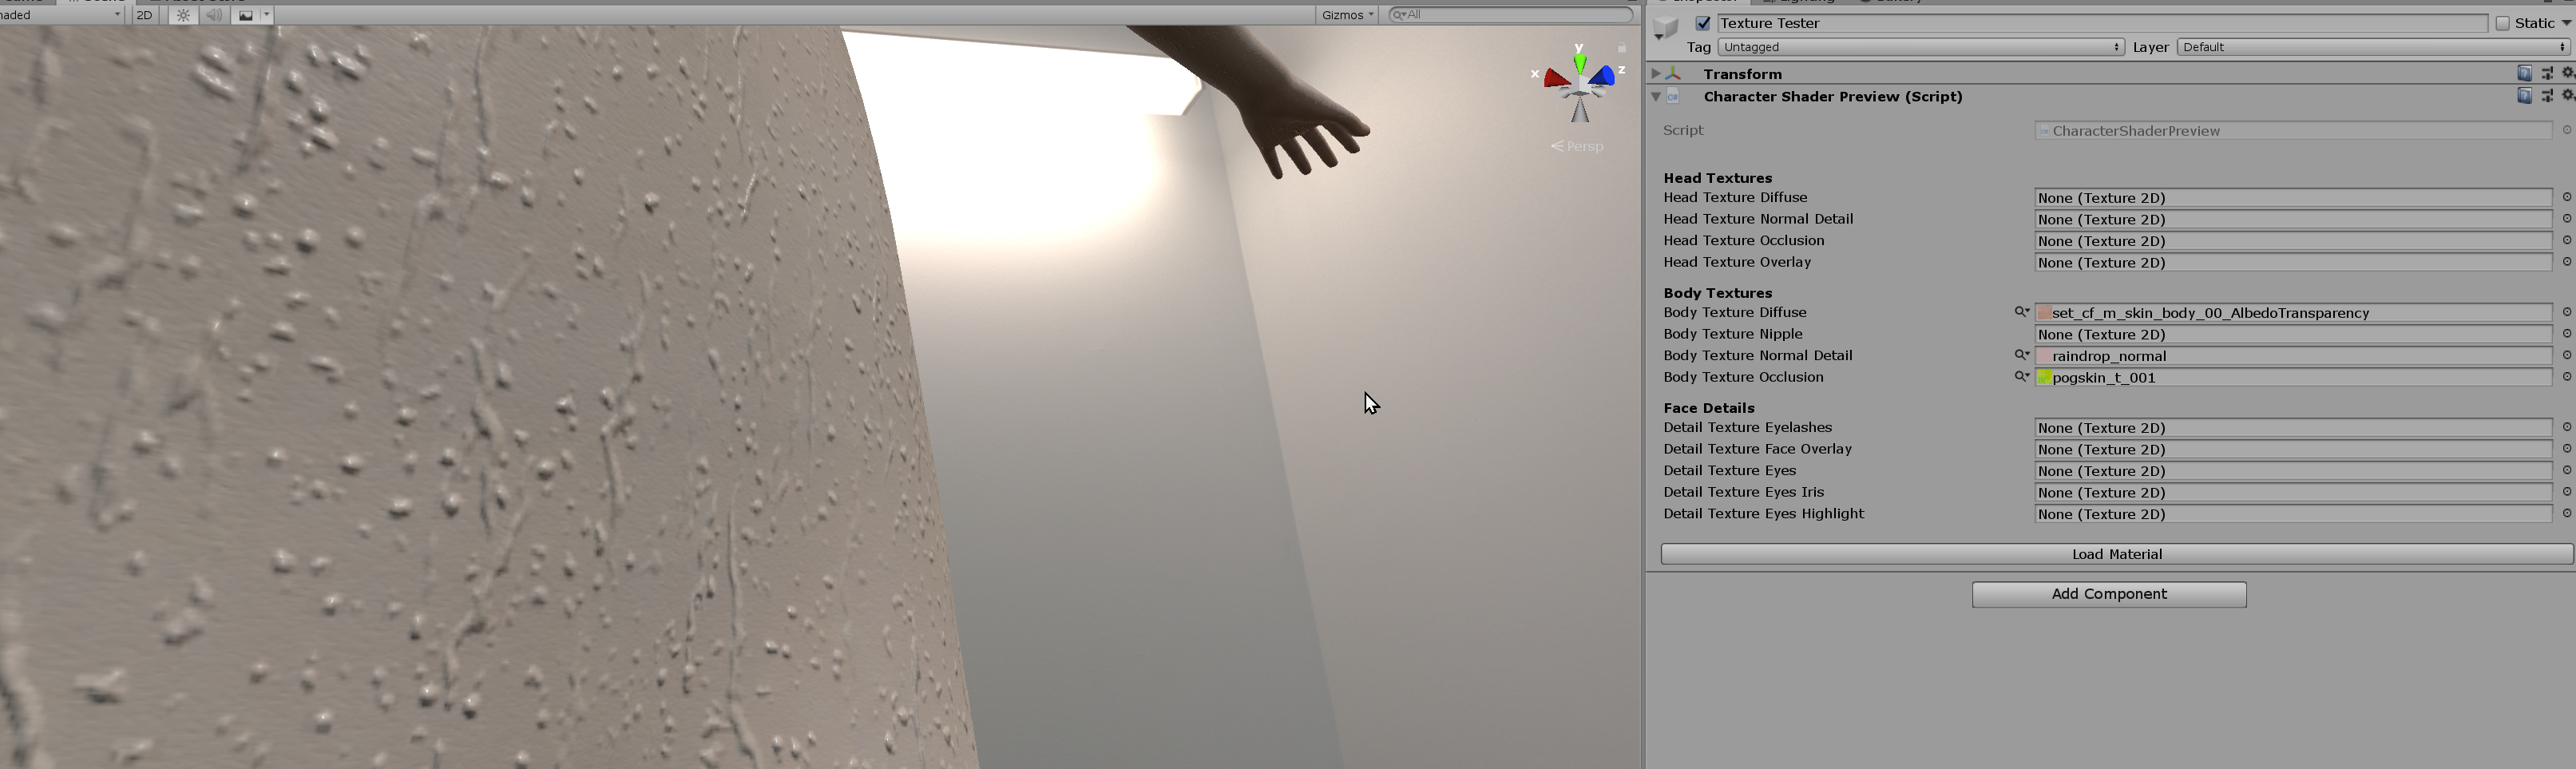 2D
Gizmos
All
Texture Tester
Static
Tag
Untagged
Layer
Default
Transform
Character Shader Preview (Script)
Script
CharacterShaderPreview
y
x
z
Persp
Head Textures
Head Texture Diffuse
None (Texture 2D)
Head Texture Normal Detail
None (Texture 2D)
Head Texture Occlusion
None (Texture 2D)
Head Texture Overlay
None (Texture 2D)
Body Textures
Body Texture Diffuse
set_cf_m_skin_body_00_AlbedoTransparency
Body Texture Nipple
None (Texture 2D)
Body Texture Normal Detail
raindrop_normal
Body Texture Occlusion
pogskin_t_001
Face Details
Detail Texture Eyelashes
None (Texture 2D)
Detail Texture Face Overlay
None (Texture 2D)
Detail Texture Eyes
None (Texture 2D)
Detail Texture Eyes Iris
None (Texture 2D)
Detail Texture Eyes Highlight
None (Texture 2D)
Load Material
Add Component